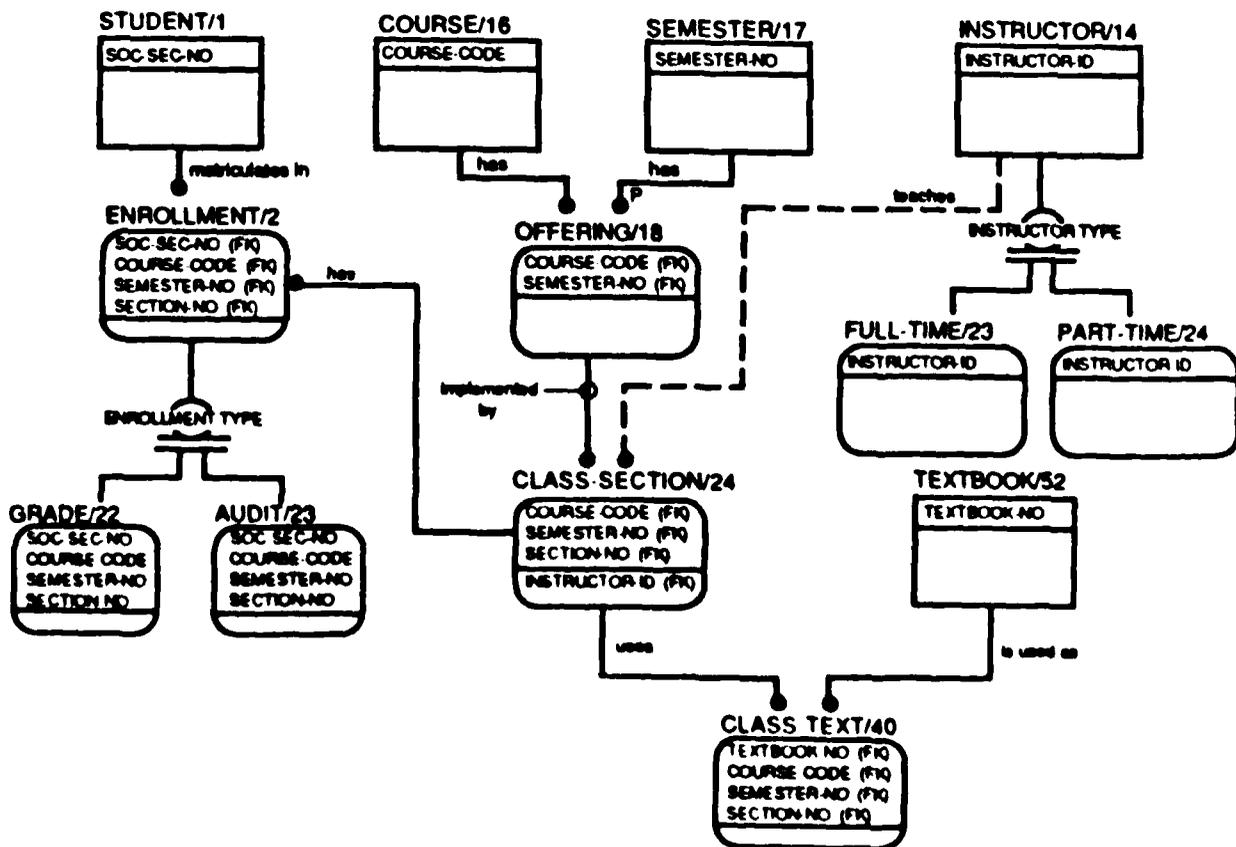 STUDENT/1
SOC-SEC-NO
COURSE/16
COURSE-CODE
SEMESTER/17
SEMESTER-NO
INSTRUCTOR/14
INSTRUCTOR-ID
matriculates in
has
has
P
teaches
ENROLLMENT/2
SOC-SEC-NO (FK)
COURSE-CODE (FK)
SEMESTER-NO (FK)
SECTION-NO (FK)
has
OFFERING/18
COURSE CODE (FK)
SEMESTER-NO (FK)
INSTRUCTOR TYPE
FULL-TIME/23
INSTRUCTOR-ID
PART-TIME/24
INSTRUCTOR ID
implemented
by
ENROLLMENT TYPE
GRADE/22
SOC SEC-NO
COURSE CODE
SEMESTER-NO
SECTION NO
AUDIT/23
SOC SEC-NO
COURSE-CODE
SEMESTER-NO
SECTION-NO
CLASS-SECTION/24
COURSE-CODE (FK)
SEMESTER-NO (FK)
SECTION-NO (FK)
INSTRUCTOR-ID (FK)
TEXTBOOK/52
TEXTBOOK-NO
uses
is used as
CLASS TEXT/40
TEXTBOOK NO (FK)
COURSE CODE (FK)
SEMESTER-NO (FK)
SECTION-NO (FK)